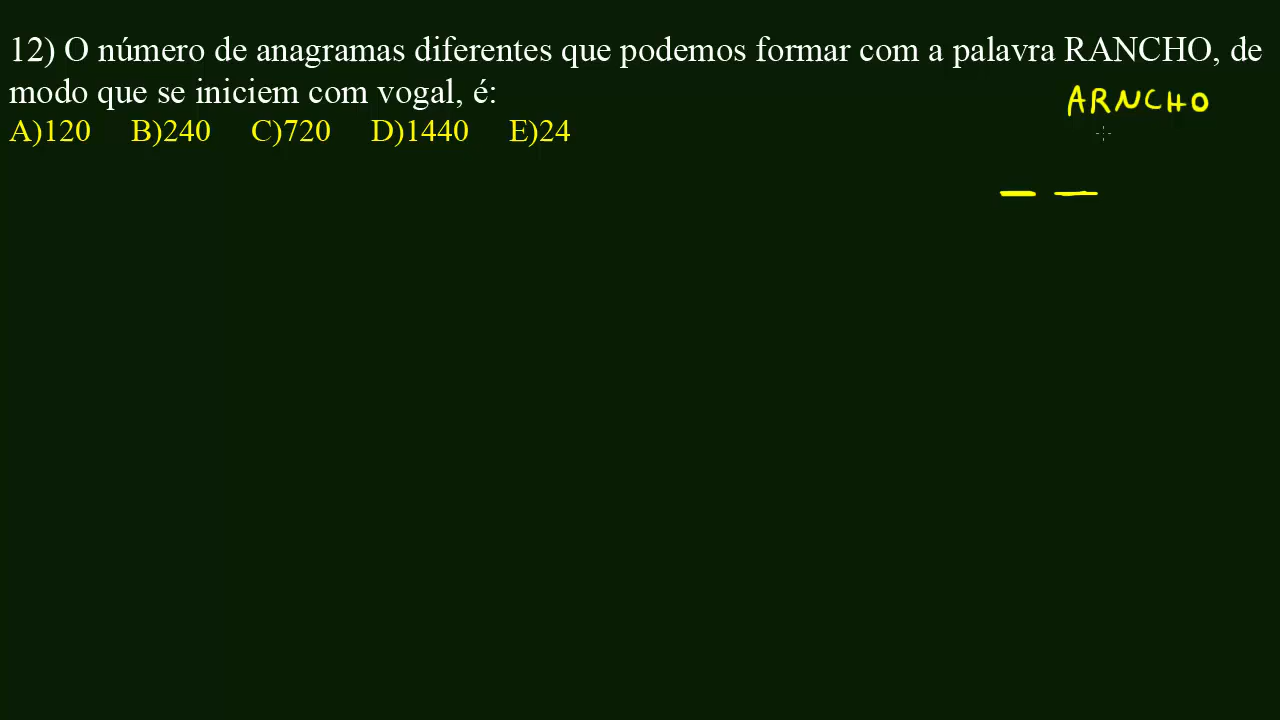 12) O número de anagramas diferentes que podemos formar com a palavra RANCHO, de
modo que se iniciem com vogal, é:
ARNCHO
A)120 B)240 C)720 D)1440 E)24